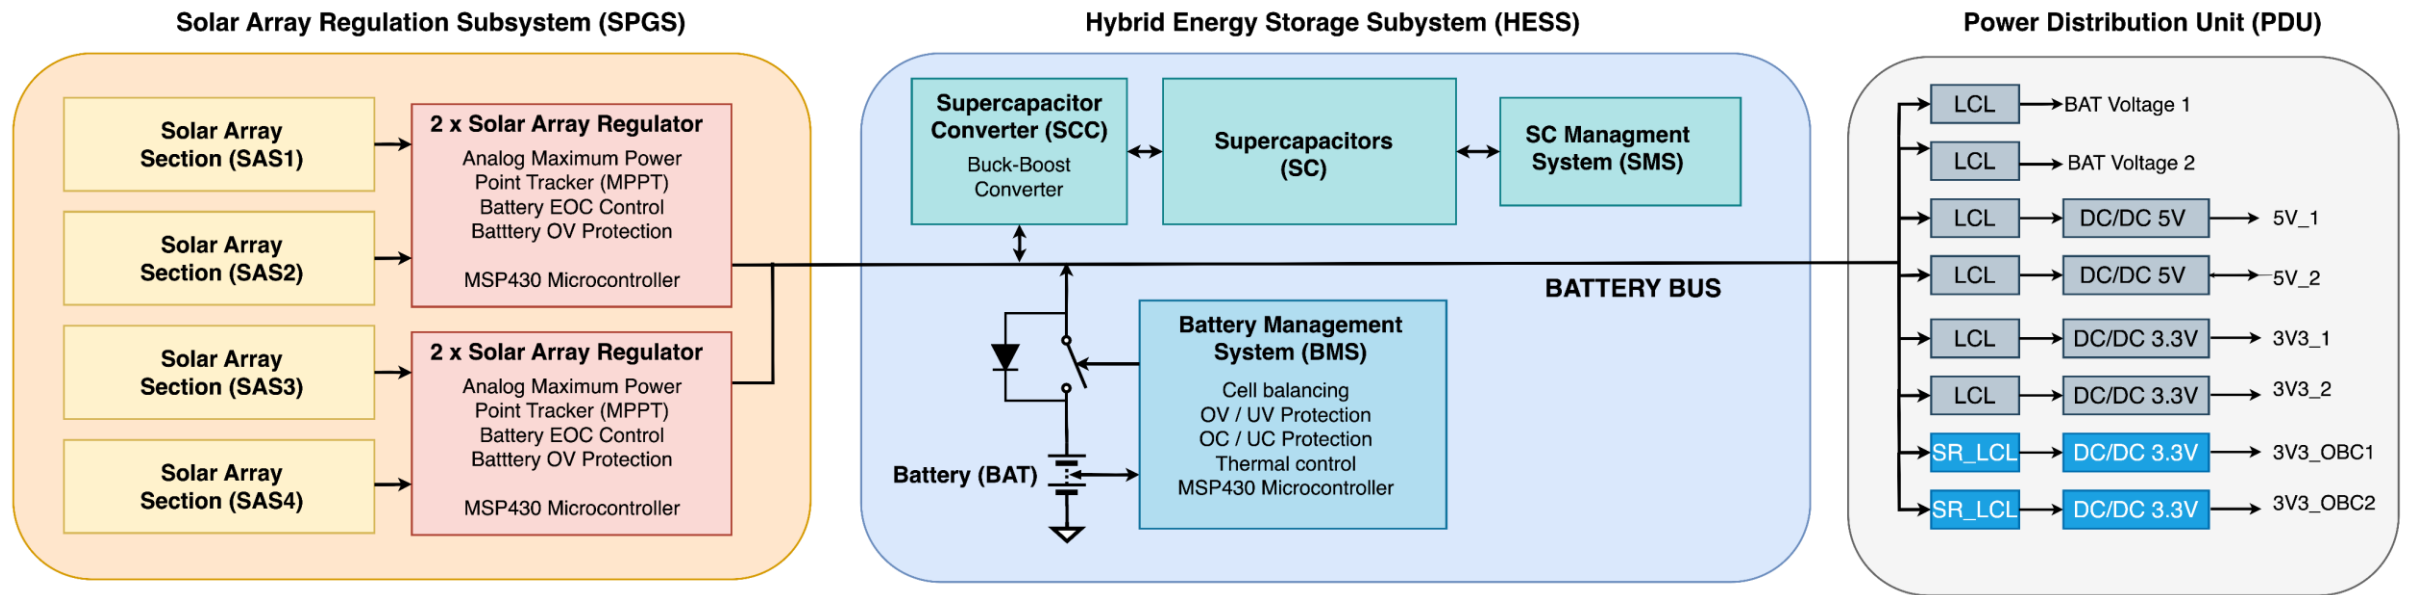 Solar Array Regulation Subsystem (SPGS)
Solar Array
Section (SAS1)
Solar Array
Section (SAS2)
Solar Array
Section (SAS3)
Solar Array
Section (SAS4)
2 x Solar Array Regulator
Analog Maximum Power
Point Tracker (MPPT)
Battery EOC Control
Batttery OV Protection
MSP430 Microcontroller
2 x Solar Array Regulator
Analog Maximum Power
Point Tracker (MPPT)
Battery EOC Control
Batttery OV Protection
MSP430 Microcontroller
Hybrid Energy Storage Subystem (HESS)
Supercapacitor
Converter (SCC)
Buck-Boost
Converter
Supercapacitors
(SC)
SC Managment
System (SMS)
BATTERY BUS
Battery Management
System (BMS)
Cell balancing
OV / UV Protection
OC / UC Protection
Thermal control
MSP430 Microcontroller
Battery (BAT)
Power Distribution Unit (PDU)
LCL
BAT Voltage 1
LCL
BAT Voltage 2
LCL
DC/DC 5V
5V_1
LCL
DC/DC 5V
5V_2
LCL
DC/DC 3.3V
3V3_1
LCL
DC/DC 3.3V
3V3_2
SR_LCL
DC/DC 3.3V
3V3_OBC1
SR_LCL
DC/DC 3.3V
3V3_OBC2